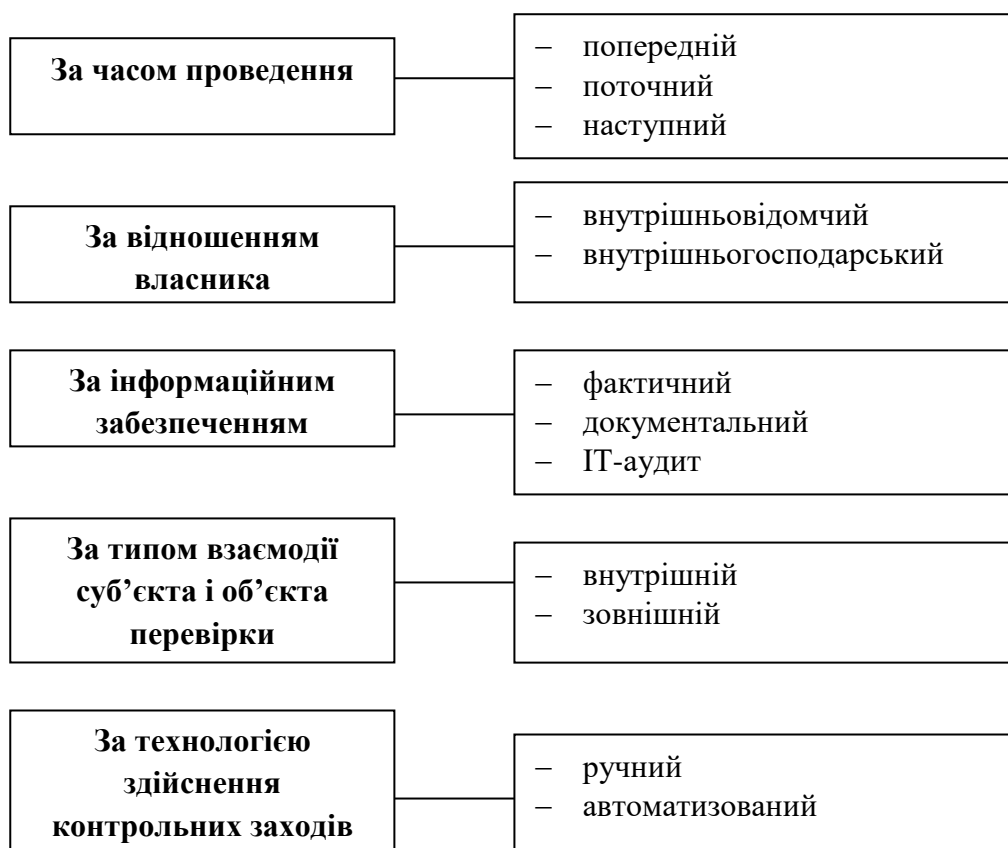 За часом проведення
– попередній
– поточний
– наступний
За відношенням
власника
– внутрішньовідомчий
– внутрішньогосподарський
За інформаційним
забезпеченням
– фактичний
– документальний
– ІТ-аудит
За типом взаємодії
суб’єкта і об’єкта
перевірки
– внутрішній
– зовнішній
За технологією
здійснення
контрольних заходів
– ручний
– автоматизований